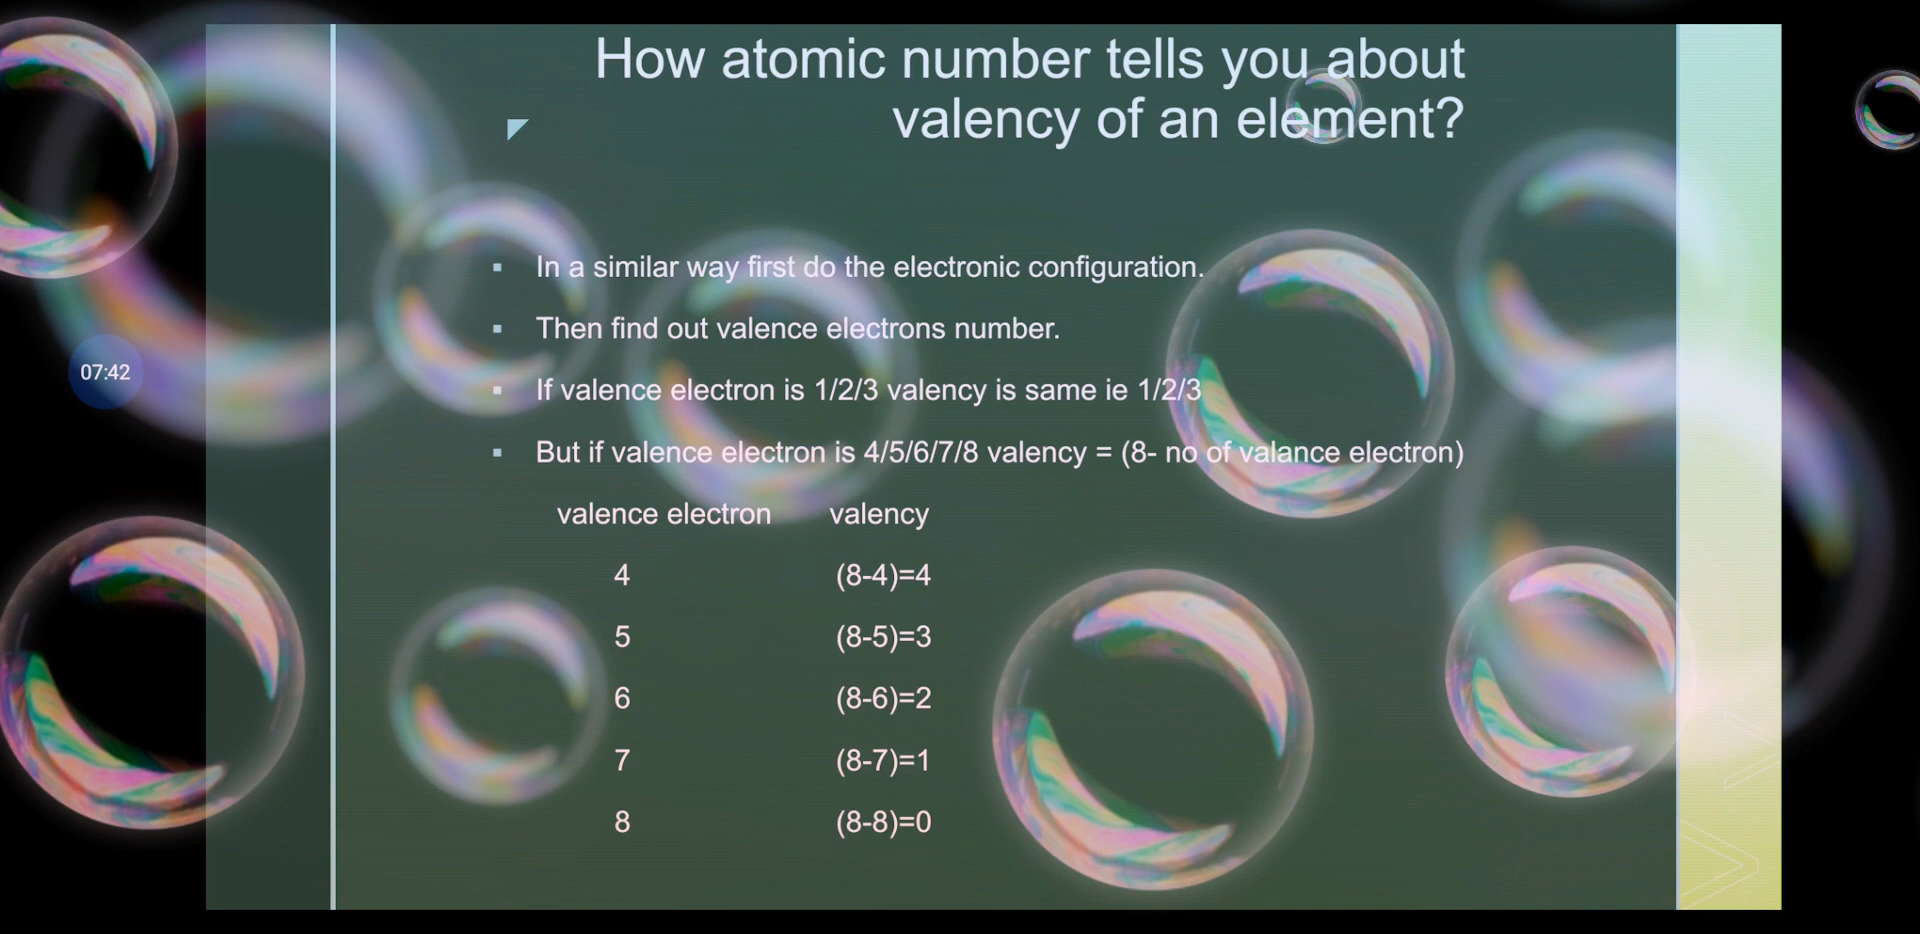 How atomic number tells you about
valency of an element?
In a similar way first do the electronic configuration.
Then find out valence electrons number.
If valence electron is 1/2/3 valency is same ie 1/2/3
But if valence electron is 4/5/6/7/8 valency = (8- no of valance electron)
valence electron valency
4 (8-4)=4
5 (8-5)=3
6 (8-6)=2
7 (8-7)=1
8 (8-8)=0
07:42